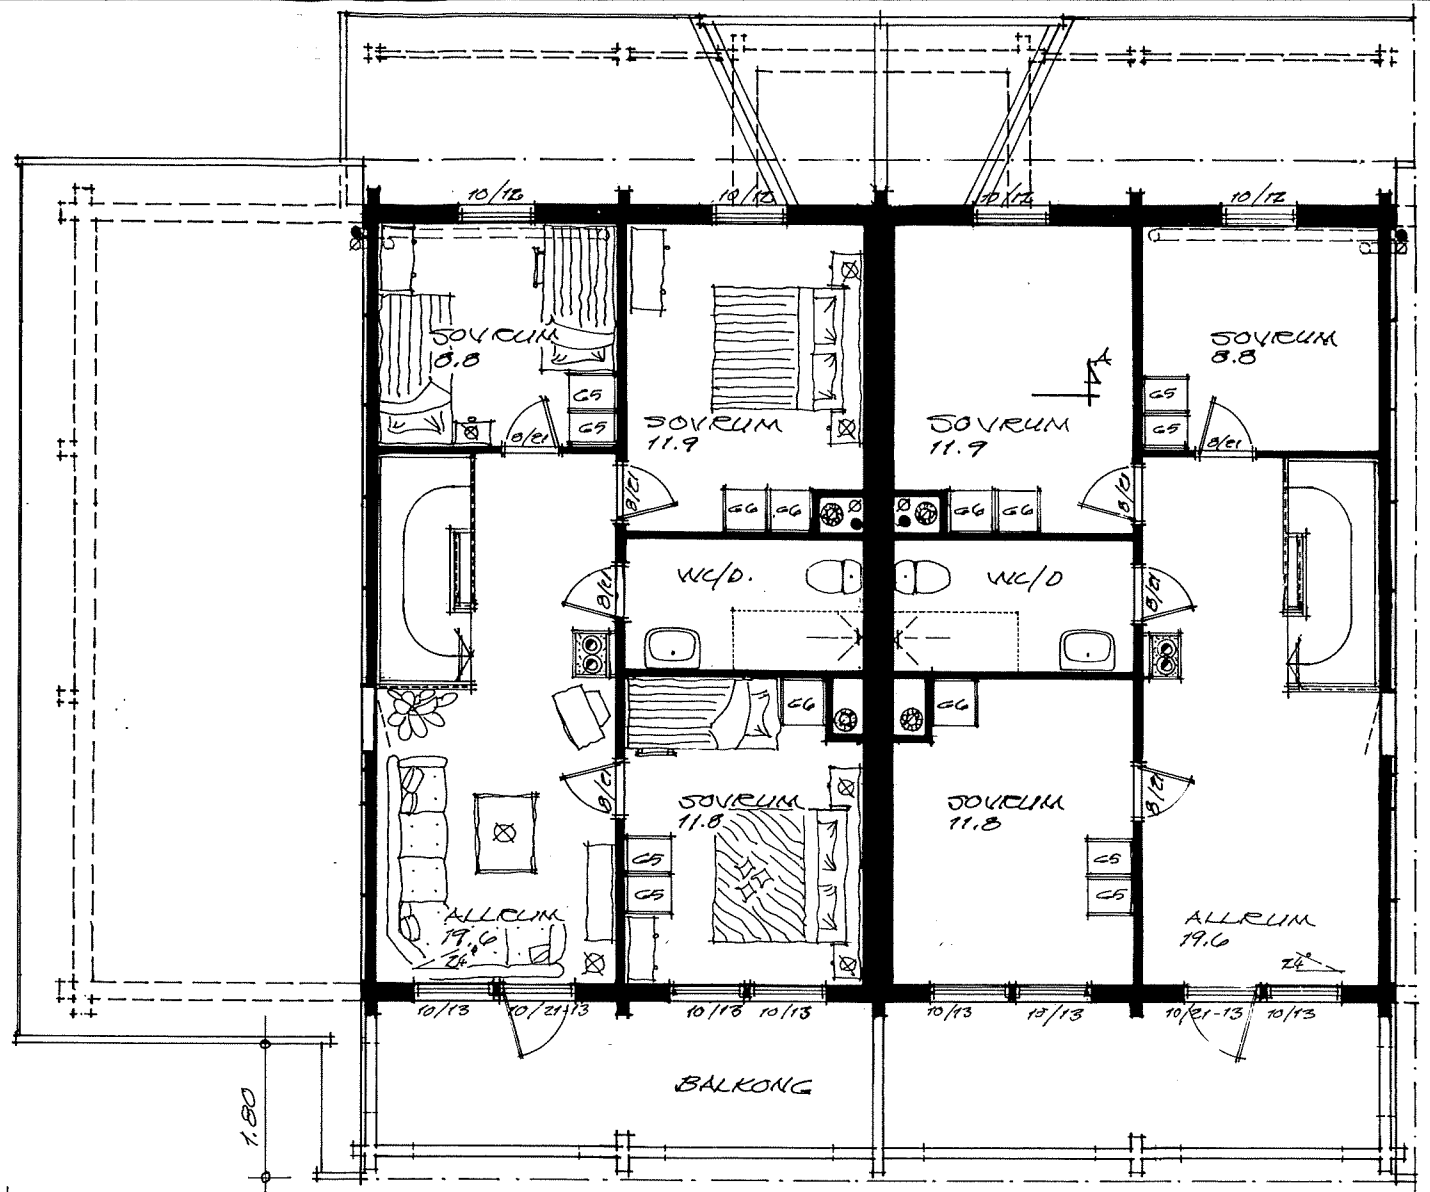 10/12
10/12
10/12
10/12
SOVRUM
8.8
SOVRUM
8.8
G5
G5
G5
G5
SOVRUM
11.9
SOVRUM
11.9
A
8/21
8/21
8/21
8/21
G6
G6
G6
G6
WC/D.
WC/D
8/21
8/21
G6
G6
8/21
8/21
SOVRUM
11.8
SOVRUM
11.8
G5
G5
G5
G5
ALLRUM
19.6
24°
ALLRUM
19.6
24°
10/13
10/21-13
10/13
10/13
10/13
10/13
10/21-13
10/13
BALKONG
1.80